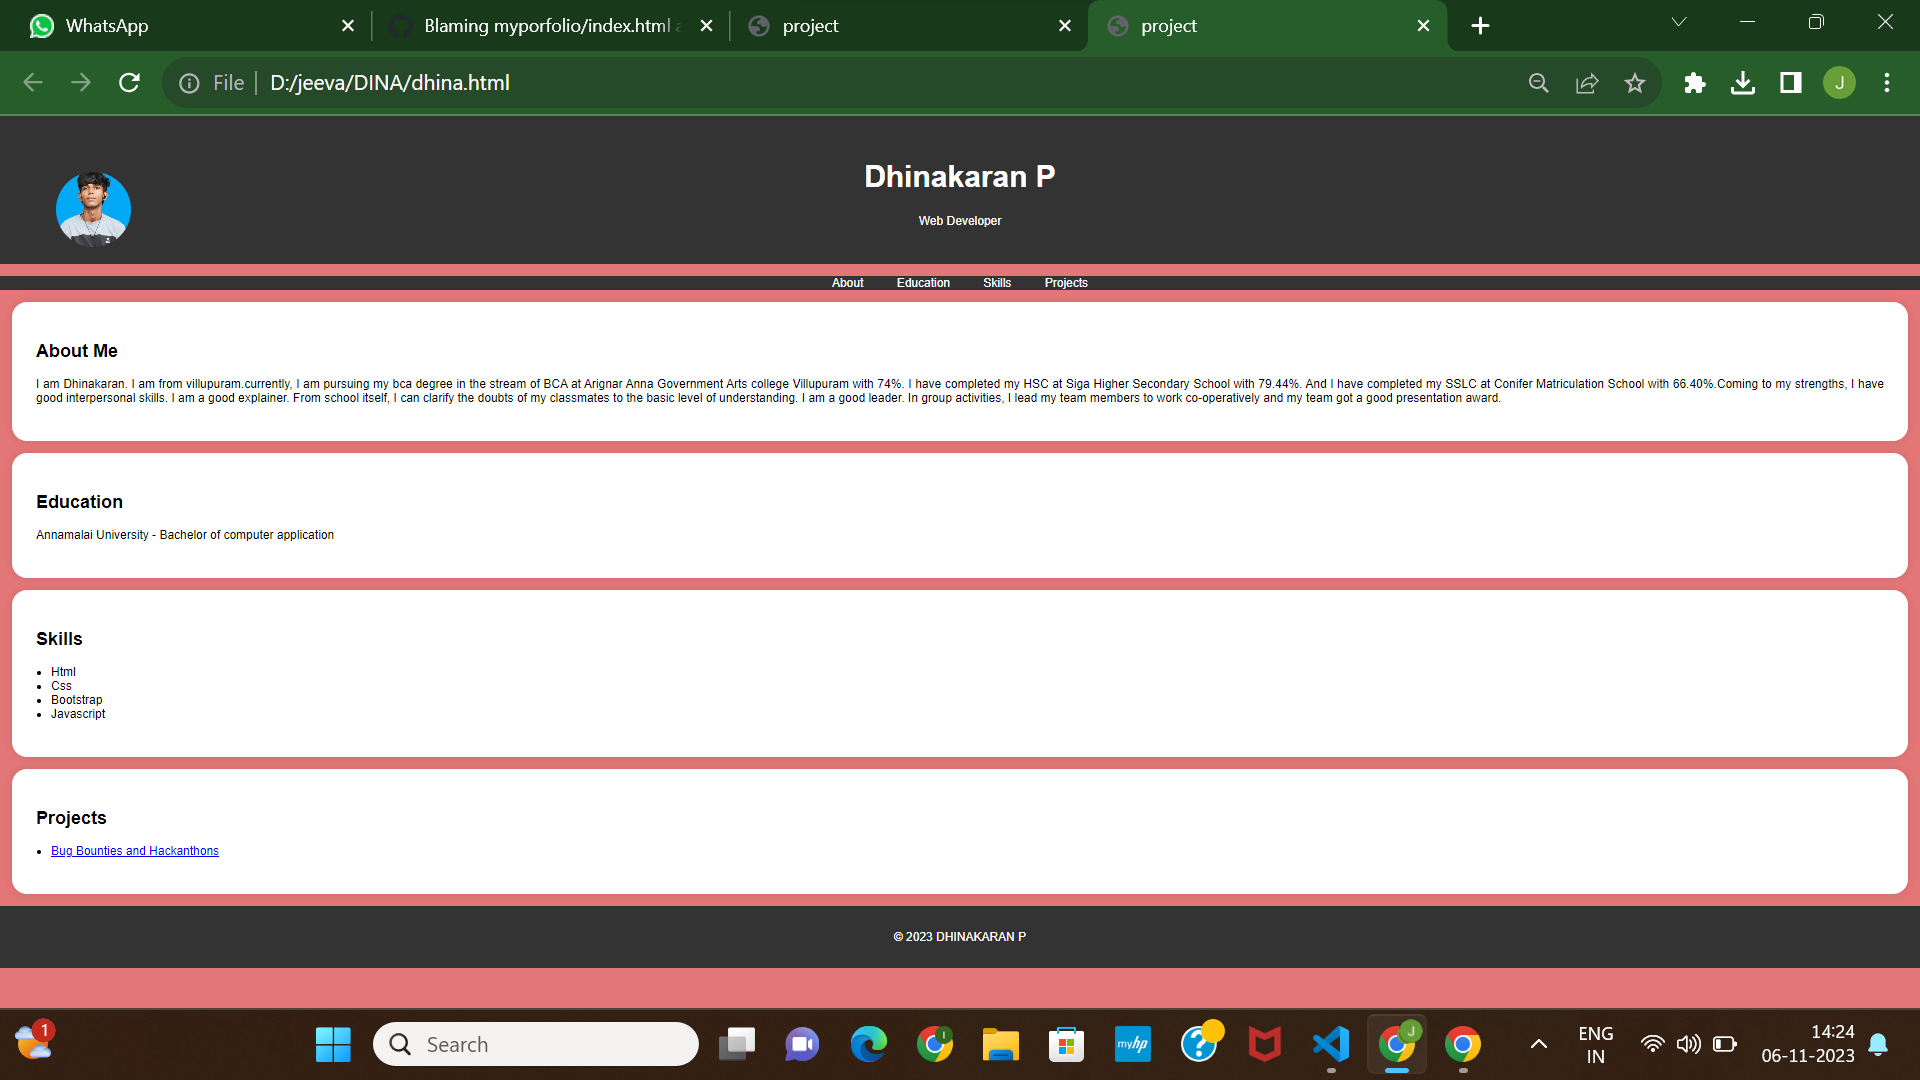 WhatsApp
Blaming myporfolio/index.html a
project
project
File
D:/jeeva/DINA/dhina.html
J
Dhinakaran P
Web Developer
About Education Skills Projects
About Me
I am Dhinakaran. I am from villupuram.currently, I am pursuing my bca degree in the stream of BCA at Arignar Anna Government Arts college Villupuram with 74%. I have completed my HSC at Siga Higher Secondary School with 79.44%. And I have completed my SSLC at Conifer Matriculation School with 66.40%.Coming to my strengths, I have
good interpersonal skills. I am a good explainer. From school itself, I can clarify the doubts of my classmates to the basic level of understanding. I am a good leader. In group activities, I lead my team members to work co-operatively and my team got a good presentation award.
Education
Annamalai University - Bachelor of computer application
Skills
Html
Css
Bootstrap
Javascript
Projects
Bug Bounties and Hackanthons
© 2023 DHINAKARAN P
1
Search
I
myhp
?
J
ENG
IN
14:24
06-11-2023